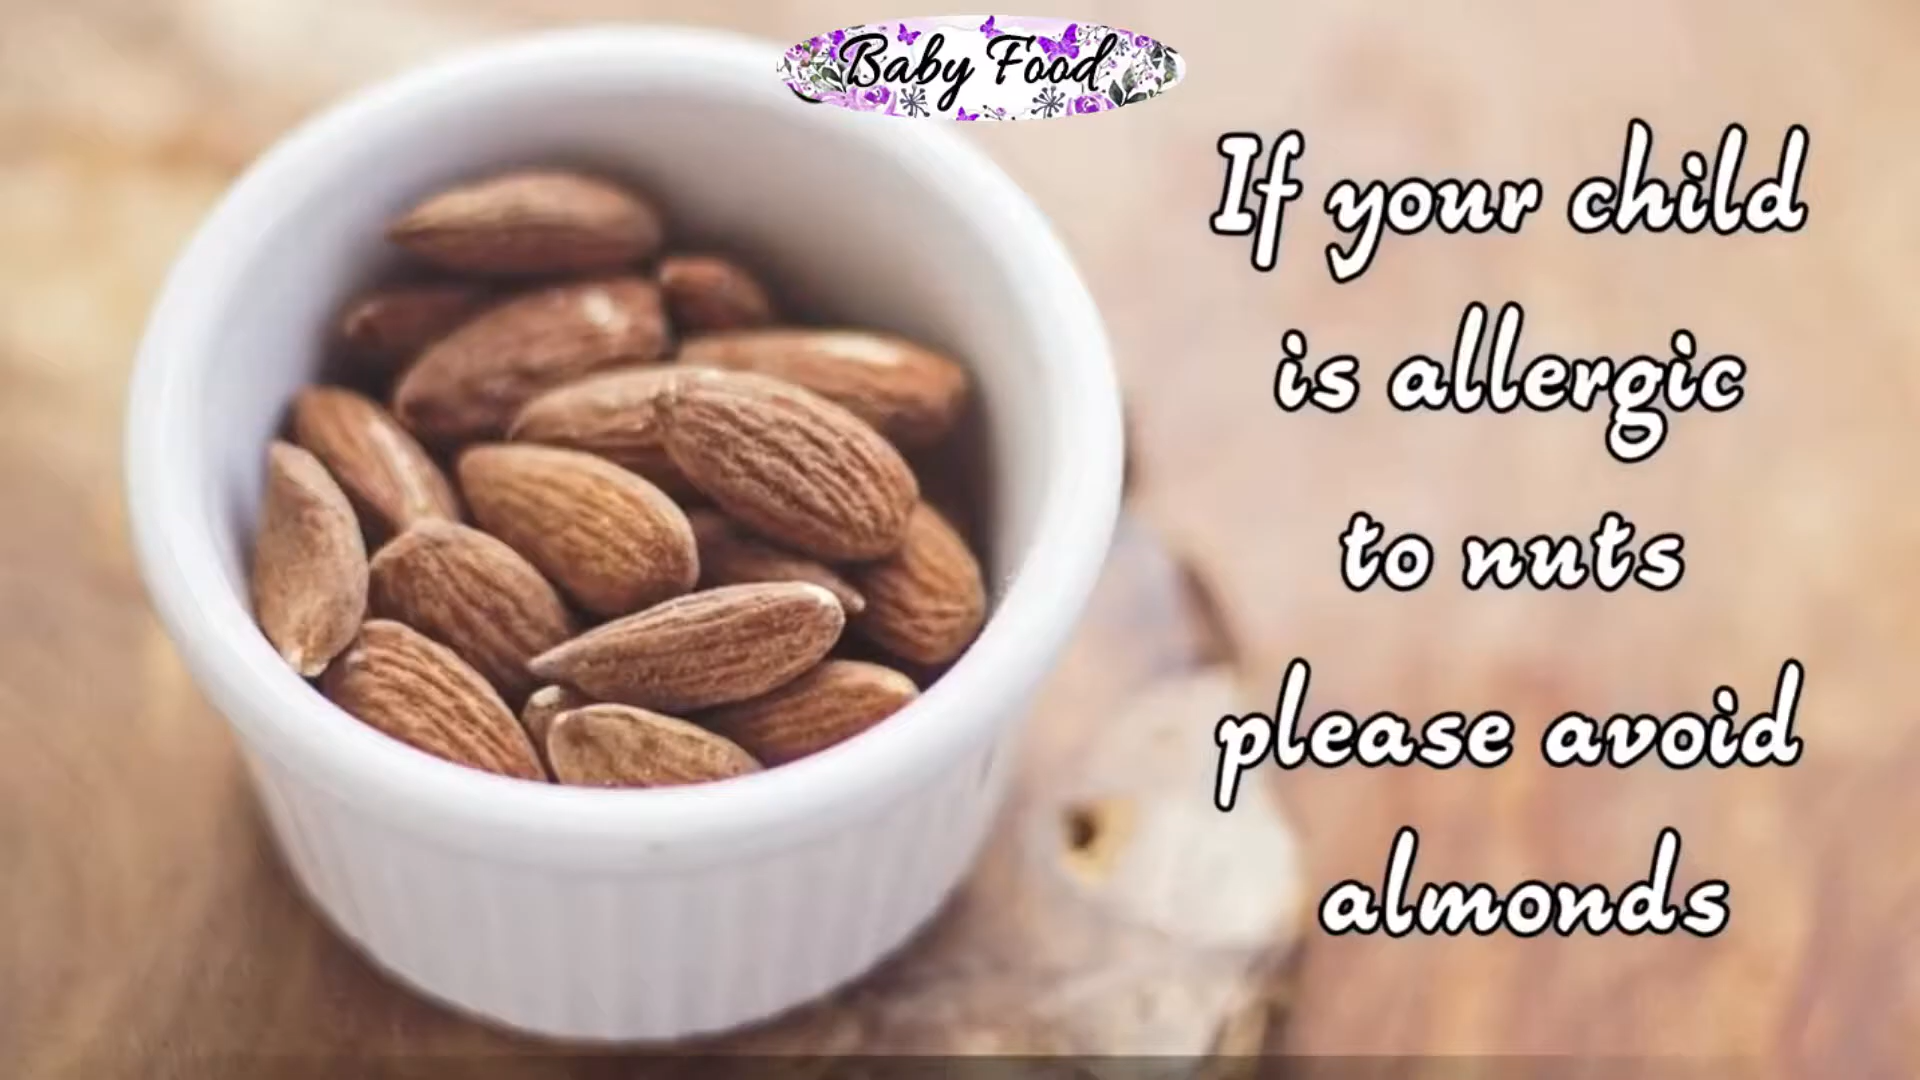 Baby Food
If your child
is allergic
to nuts
please avoid
almonds